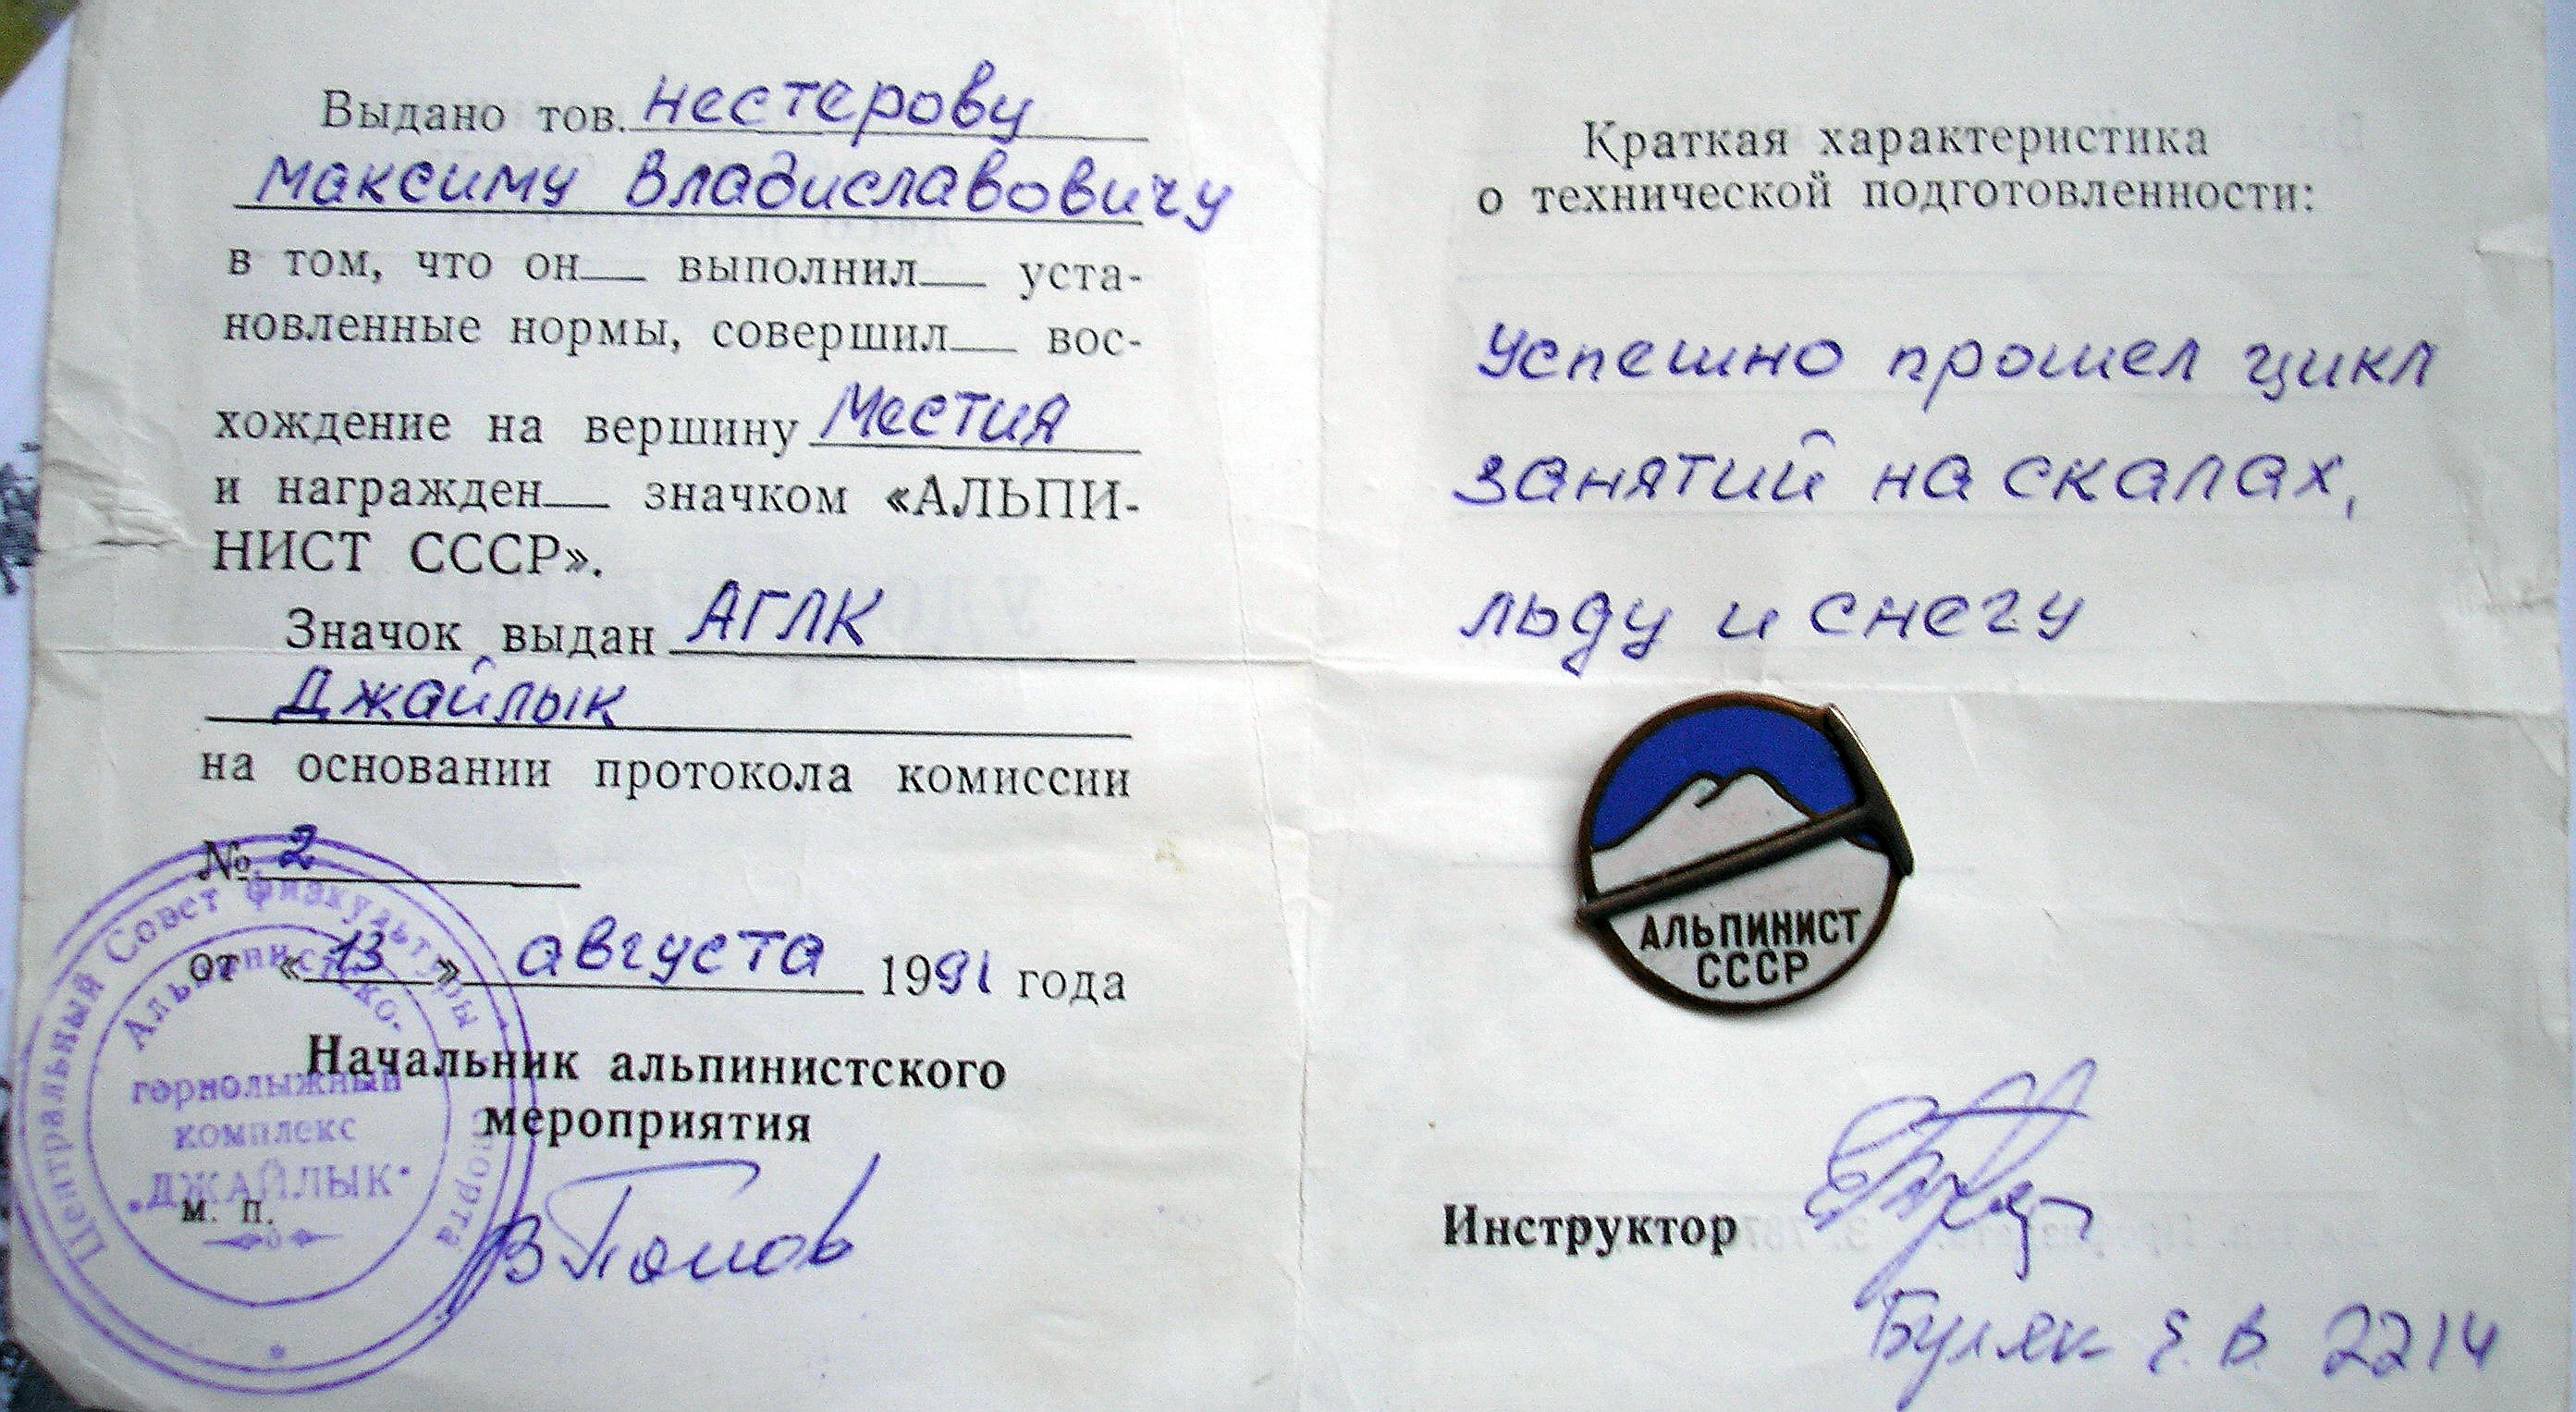 Выдано тов. Нестерову
Максиму Владиславовичу
в том, что он выполнил уста-
новленные нормы, совершил вос-
хождение на вершину Местия
и награжден значком «АЛЬПИ-
НИСТ СССР».
Значок выдан АГЛК
Джайлык
на основании протокола комиссии
№ 2
от «13» августа 1991 года
Начальник альпинистского
мероприятия
м. п.
Центральный Совет физкультуры спорта
Альпинистско-
горнолыжный
комплекс
"ДЖАЙЛЫК"
Краткая характеристика
о технической подготовленности:
Успешно прошел цикл
занятий на скалах,
льду и снегу
АЛЬПИНИСТ
СССР
Инструктор
Е. В. 2214